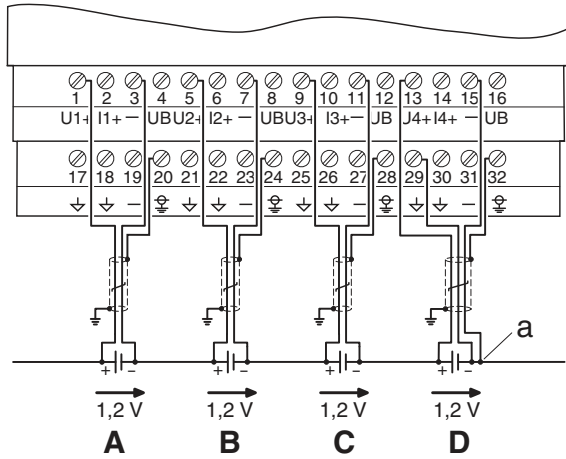 1 2 3 4 5 6 7 8 9 10 11 12 13 14 15 16
U1+ I1+ – UB U2+ I2+ – UB U3+ I3+ – UB U4+ I4+ – UB
17 18 19 20 21 22 23 24 25 26 27 28 29 30 31 32
– – – –
a
+ – + – + – + –
1,2 V 1,2 V 1,2 V 1,2 V
A B C D